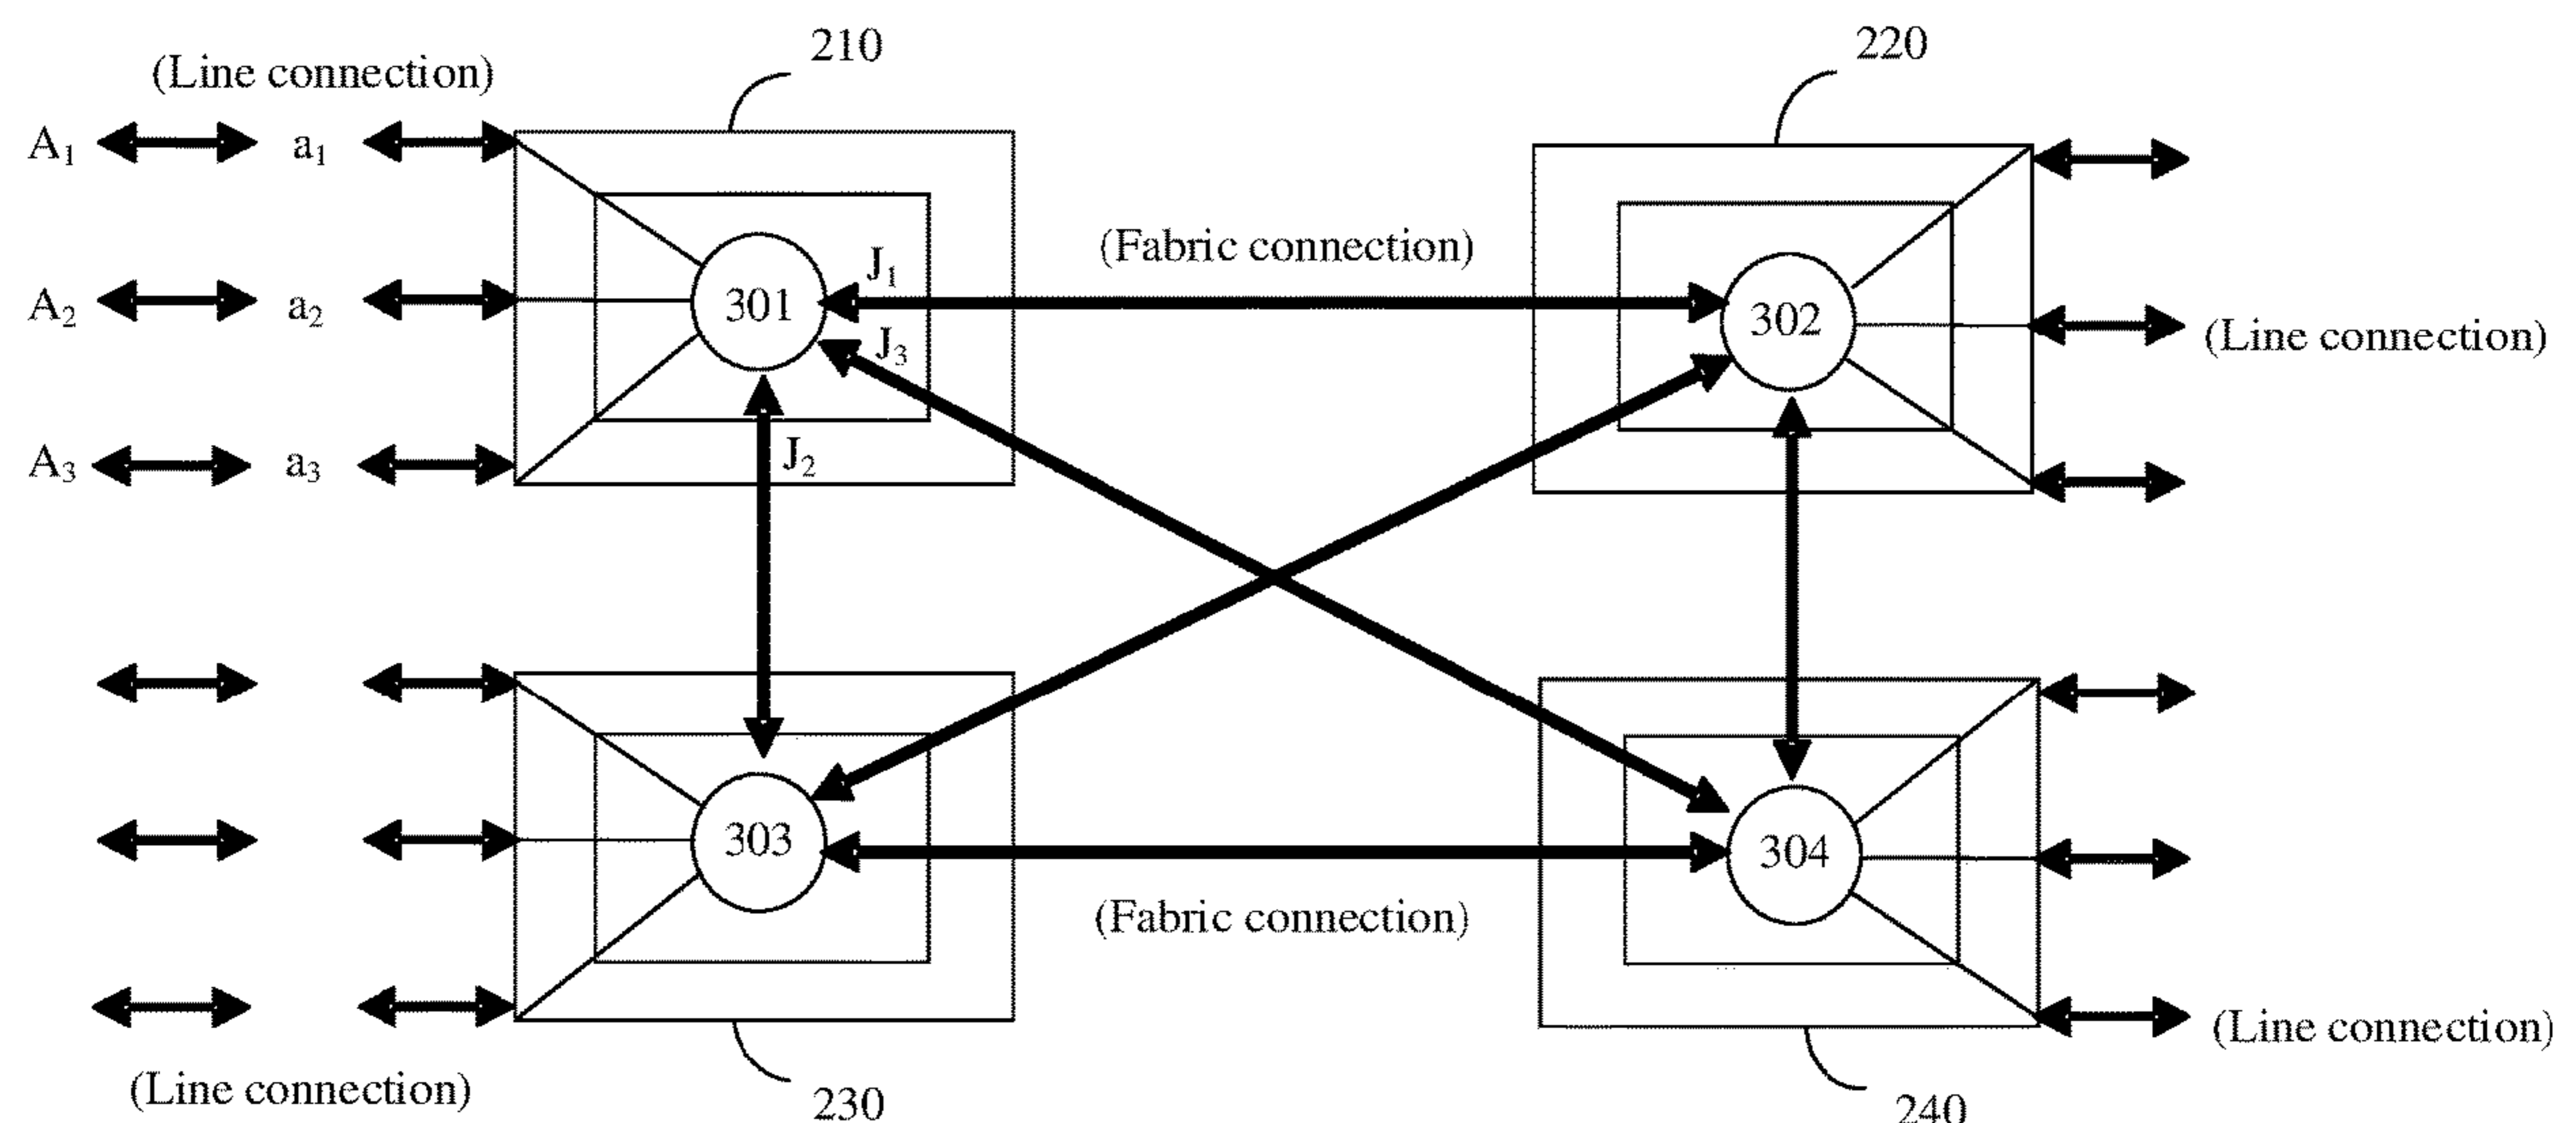 210
220
(Line connection)
A1 a1
(Fabric connection)
J1
A2 a2 301 302
(Line connection)
J3
A3 a3
J2
303 304
(Fabric connection)
(Line connection)
(Line connection)
230
240